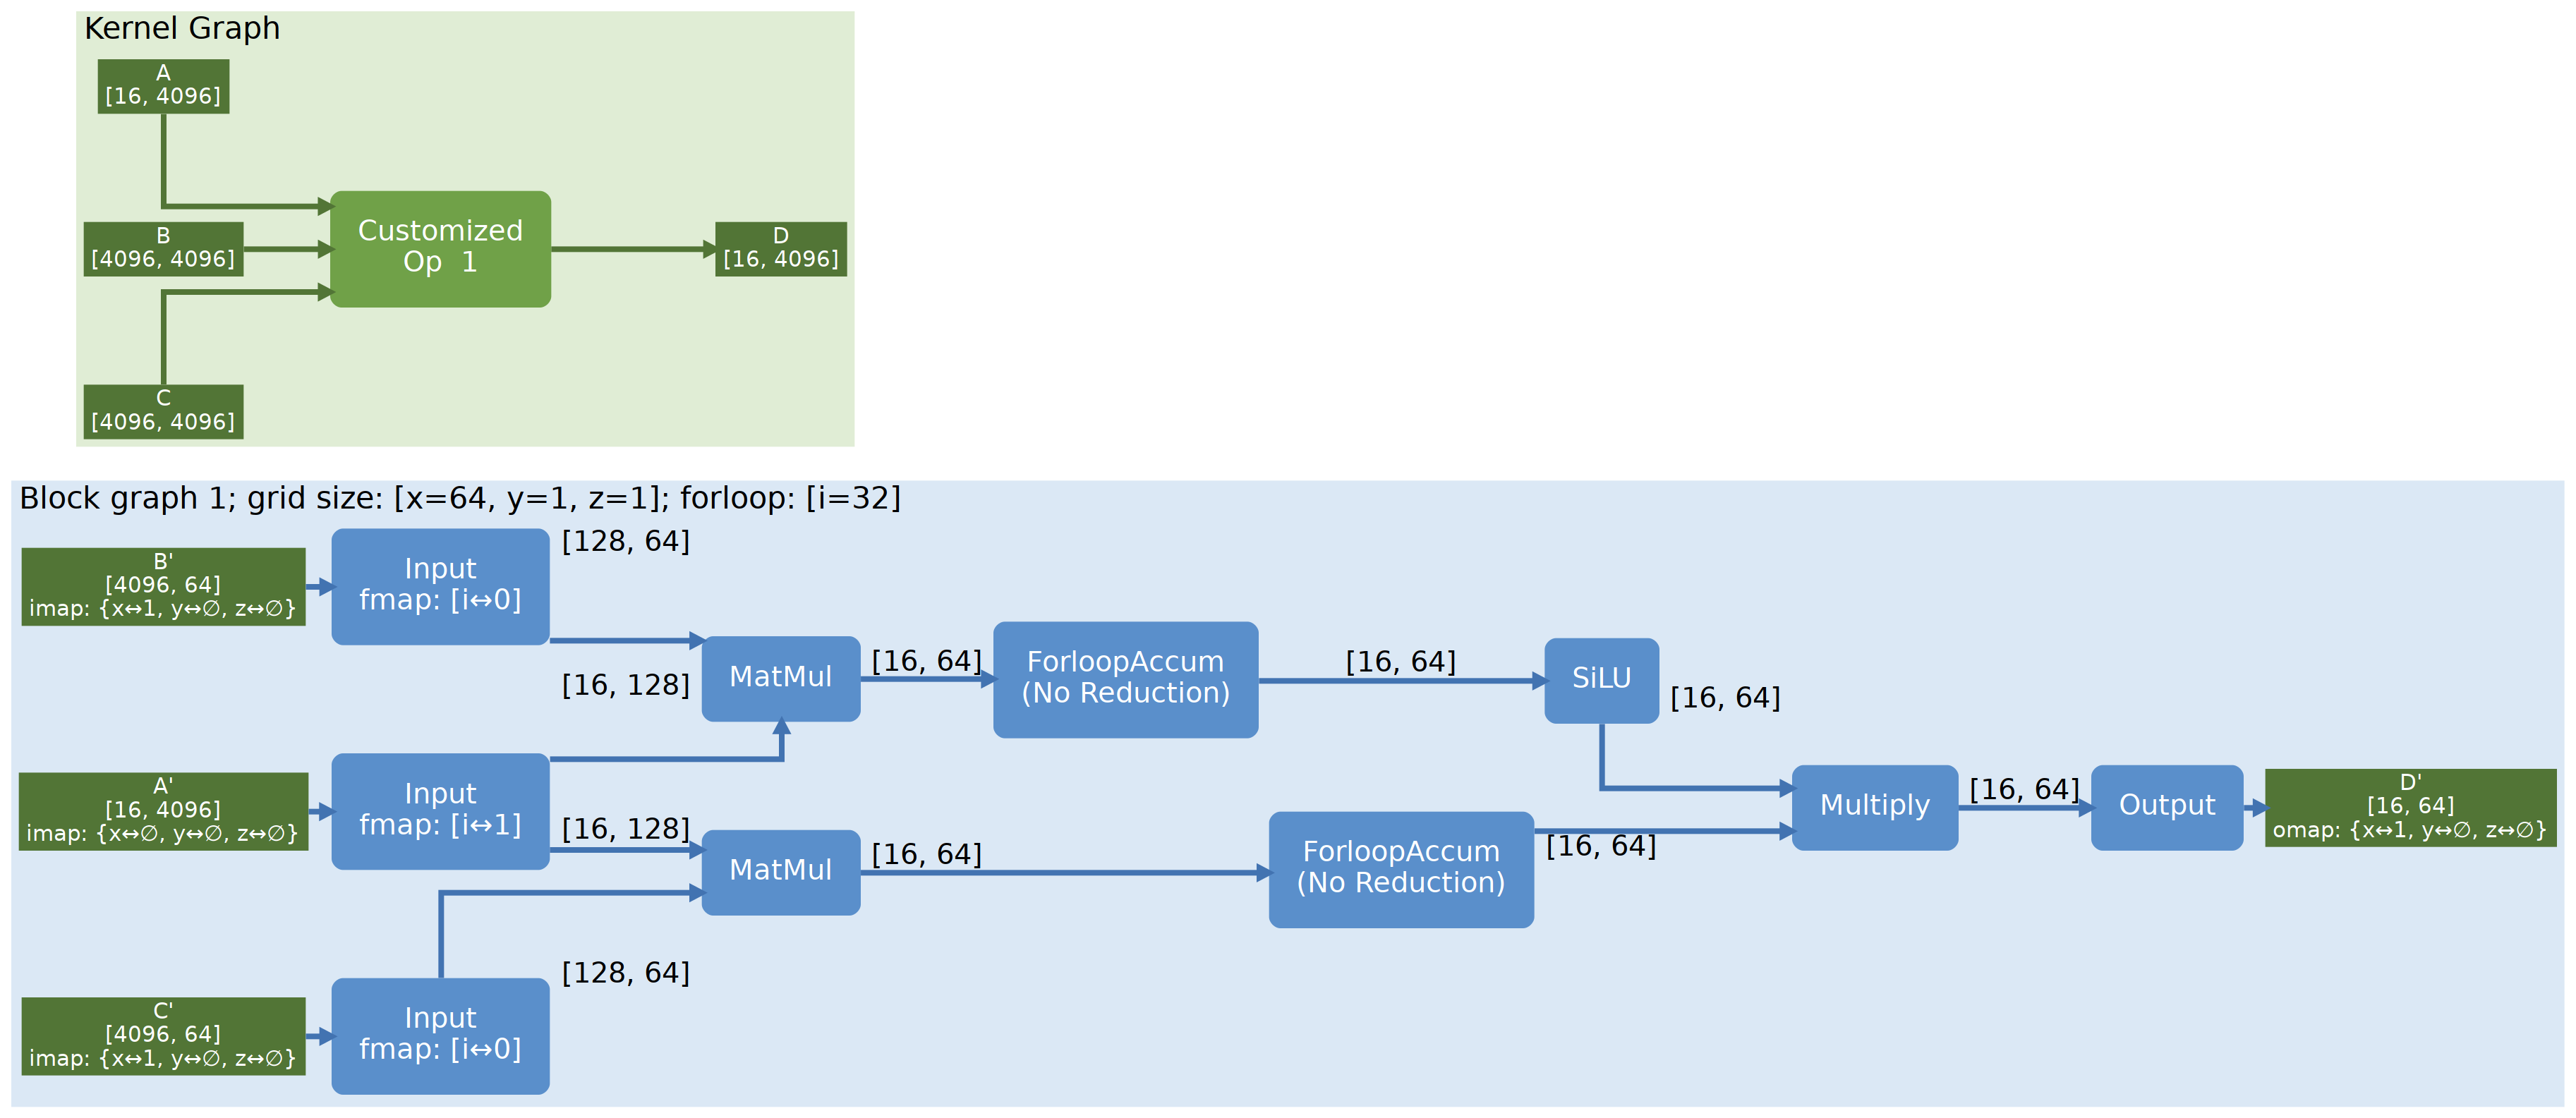 Kernel Graph
A
[16, 4096]
B
[4096, 4096]
C
[4096, 4096]
Customized
Op  1
D
[16, 4096]
Block graph 1; grid size: [x=64, y=1, z=1]; forloop: [i=32]
B'
[4096, 64]
imap: {x↔1, y↔∅, z↔∅}
Input
fmap: [i↔0]
[128, 64]
A'
[16, 4096]
imap: {x↔∅, y↔∅, z↔∅}
Input
fmap: [i↔1]
[16, 128]
[16, 128]
C'
[4096, 64]
imap: {x↔1, y↔∅, z↔∅}
Input
fmap: [i↔0]
[128, 64]
MatMul
[16, 64]
ForloopAccum
(No Reduction)
[16, 64]
SiLU
[16, 64]
MatMul
[16, 64]
ForloopAccum
(No Reduction)
[16, 64]
Multiply
[16, 64]
Output
D'
[16, 64]
omap: {x↔1, y↔∅, z↔∅}